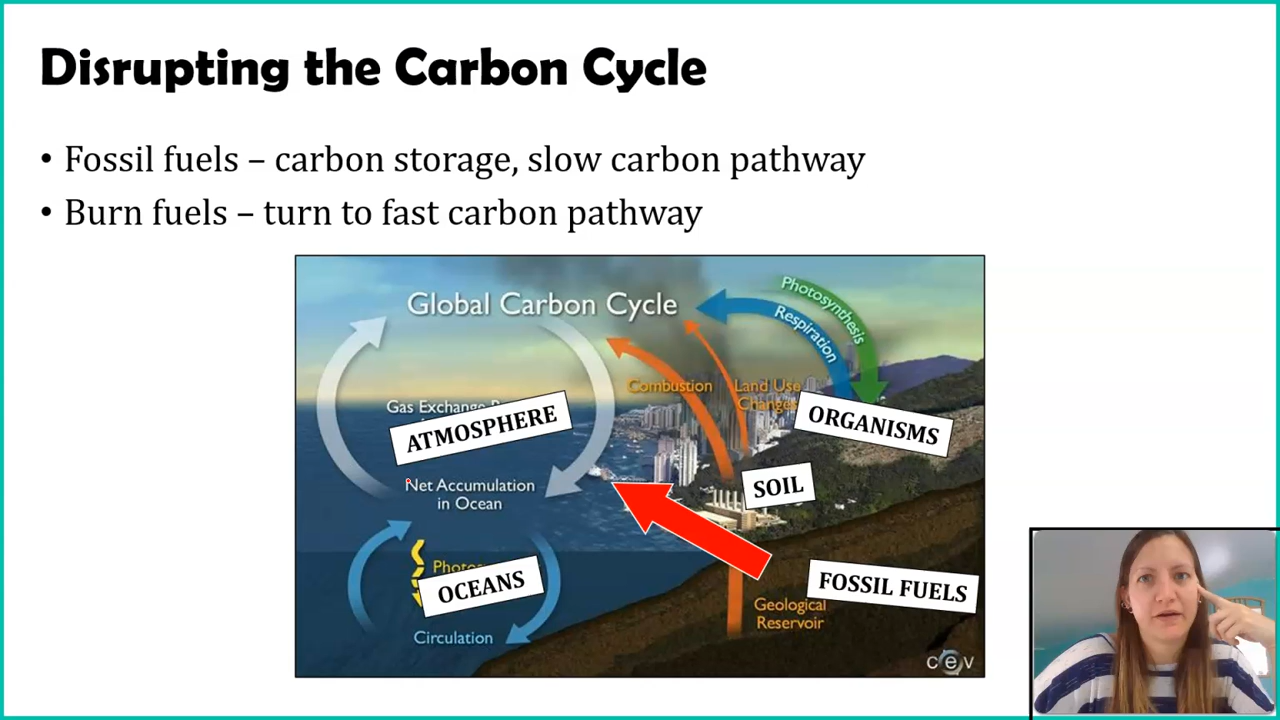 Disrupting the Carbon Cycle
• Fossil fuels – carbon storage, slow carbon pathway
• Burn fuels – turn to fast carbon pathway
Global Carbon Cycle
Photosynthesis
Respiration
Combustion
Land Use
Changes
Gas Exchange
ATMOSPHERE
ORGANISMS
Net Accumulation
in Ocean
SOIL
OCEANS
FOSSIL FUELS
Geological
Reservoir
Circulation
cev